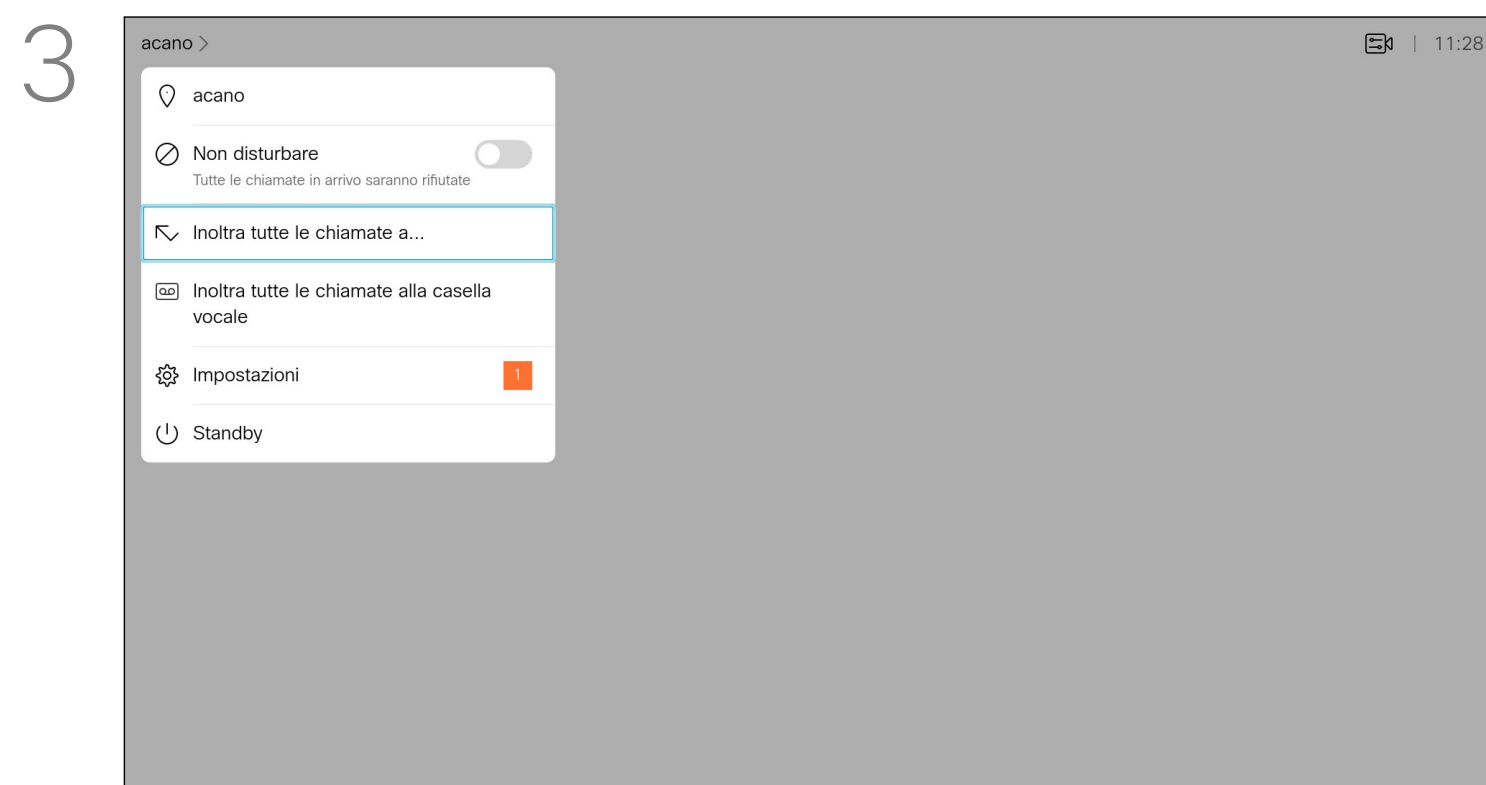 3
acano >
11:28
acano
Non disturbare
Tutte le chiamate in arrivo saranno rifiutate
Inoltra tutte le chiamate a...
Inoltra tutte le chiamate alla casella
vocale
Impostazioni
1
Standby